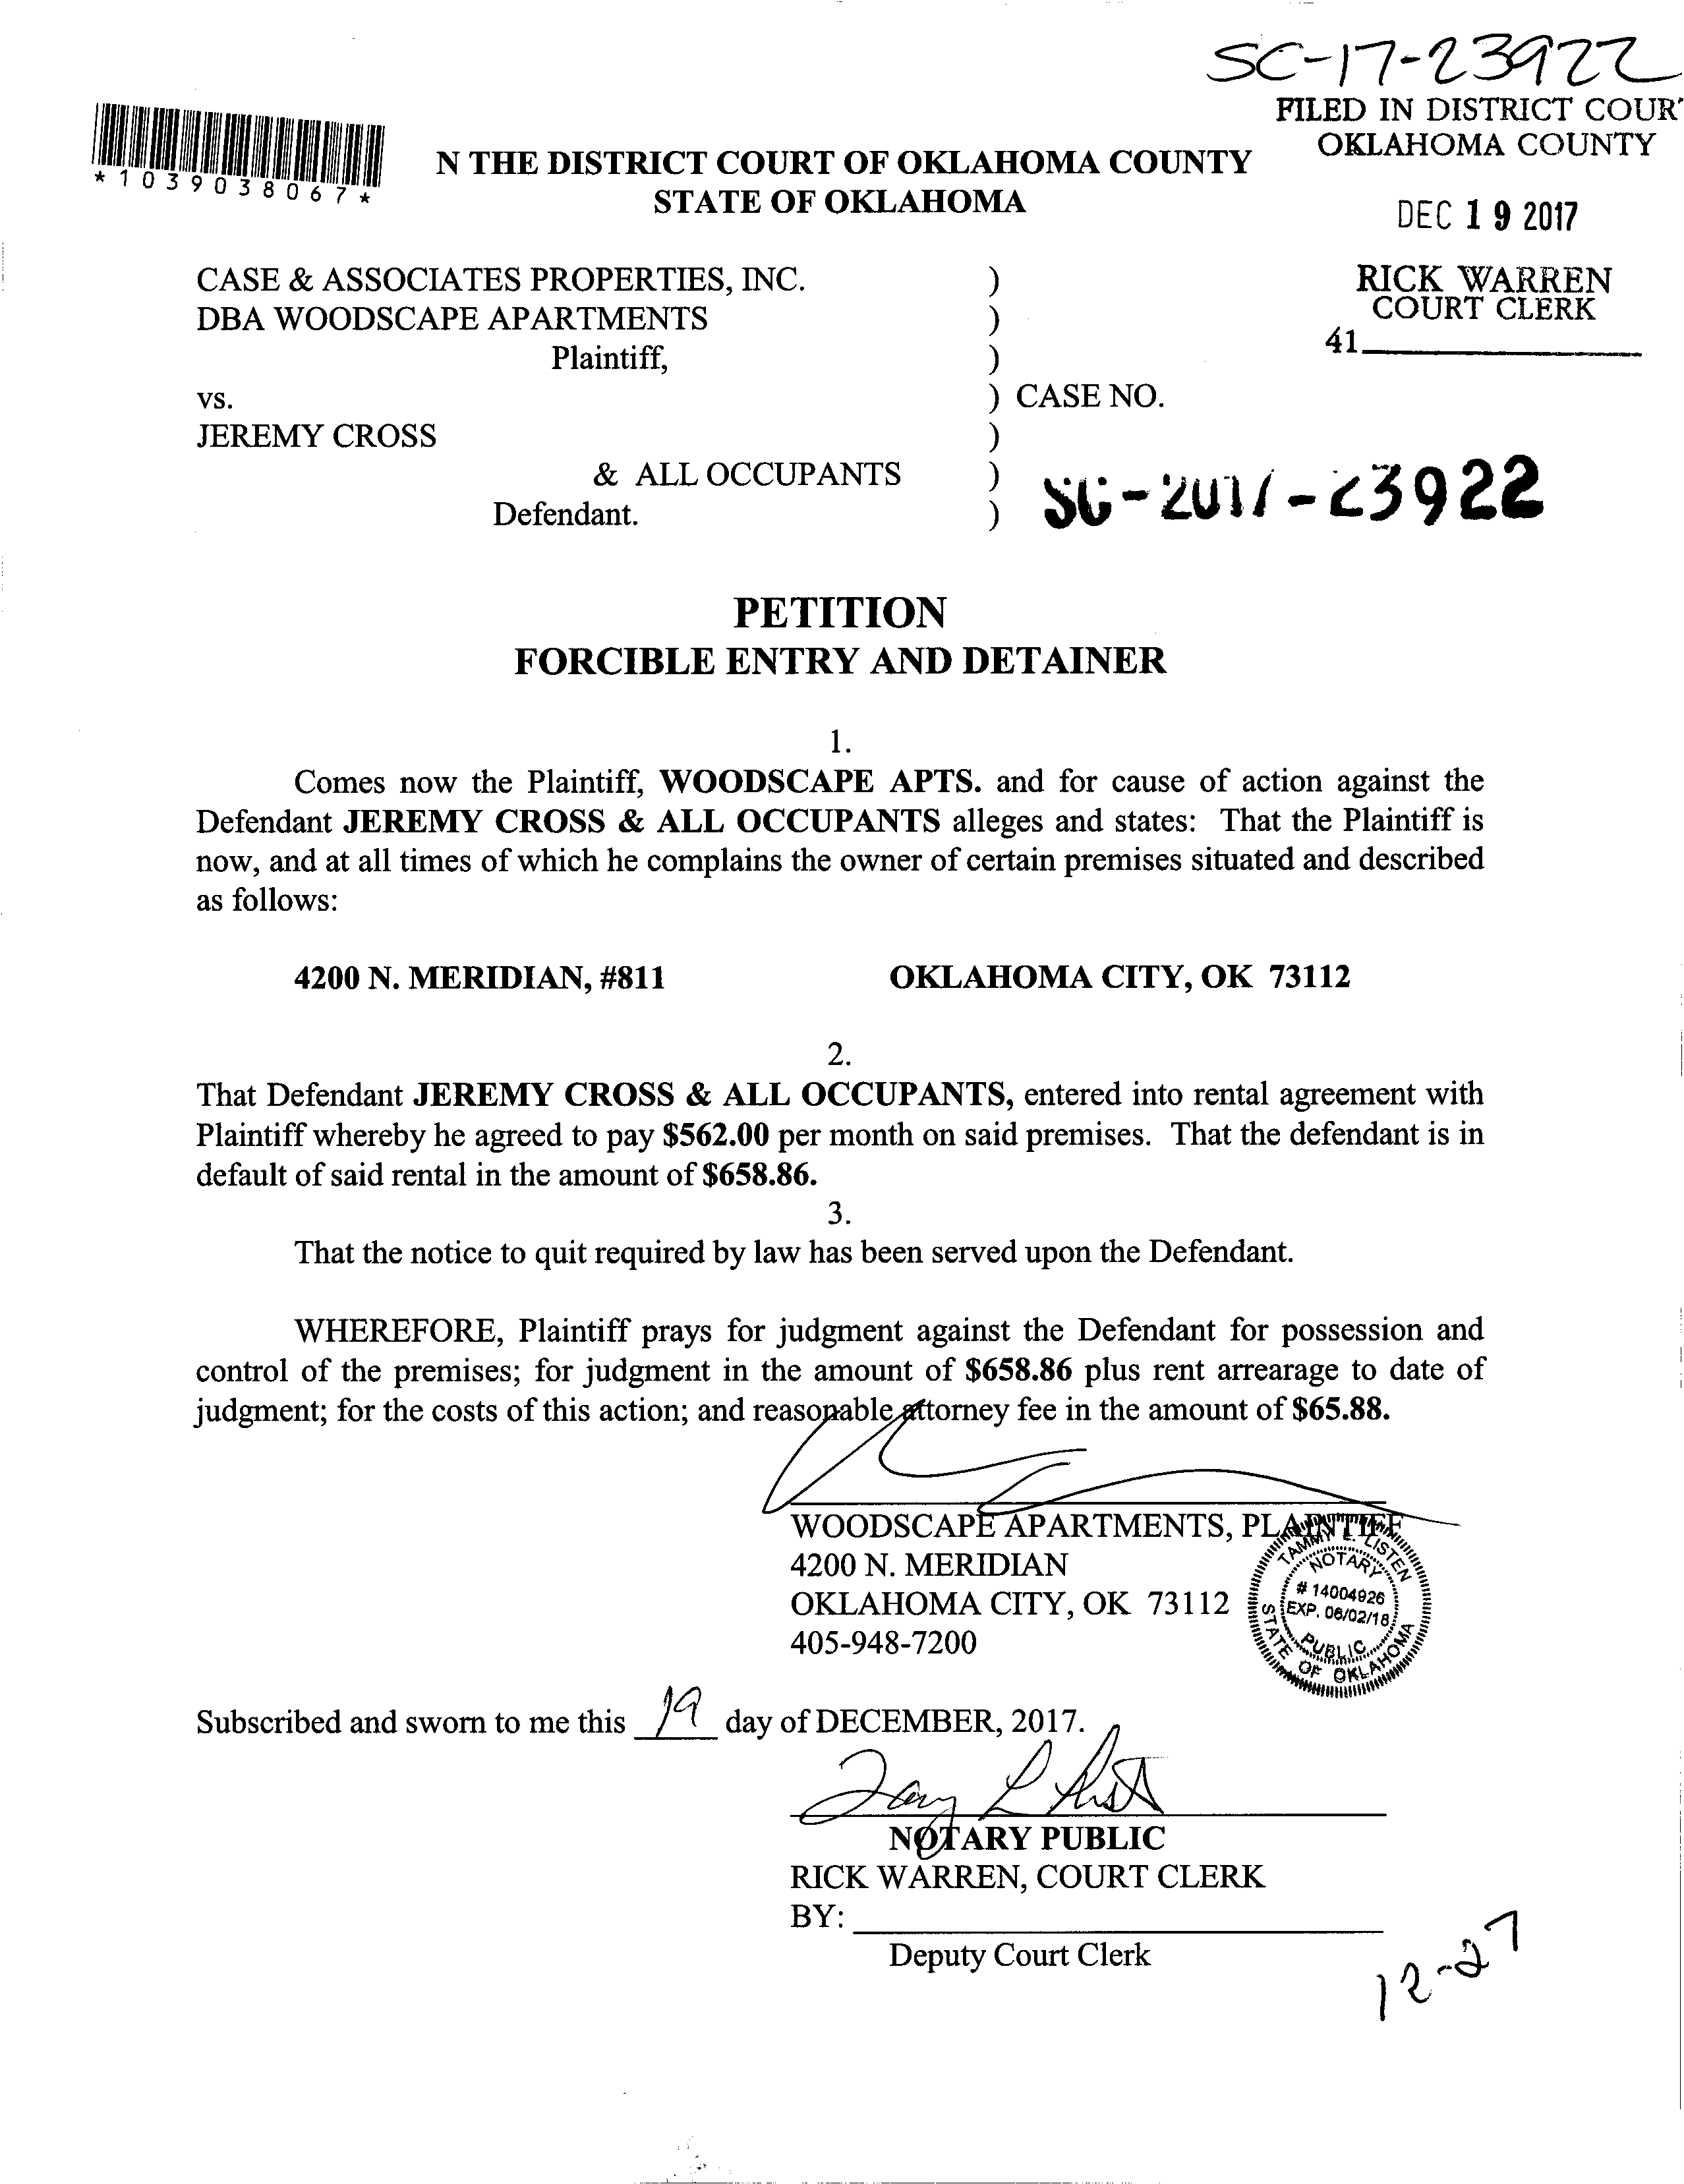 SC-17-23922
FILED IN DISTRICT COUR
OKLAHOMA COUNTY
*1039038067*
N THE DISTRICT COURT OF OKLAHOMA COUNTY
STATE OF OKLAHOMA
DEC 19 2017
RICK WARREN
COURT CLERK
41
CASE & ASSOCIATES PROPERTIES, INC. )
DBA WOODSCAPE APARTMENTS )
Plaintiff, )
vs. ) CASE NO.
JEREMY CROSS )
& ALL OCCUPANTS )
Defendant. )
SC-2017-23922
PETITION
FORCIBLE ENTRY AND DETAINER
1.
Comes now the Plaintiff, WOODSCAPE APTS. and for cause of action against the
Defendant JEREMY CROSS & ALL OCCUPANTS alleges and states: That the Plaintiff is
now, and at all times of which he complains the owner of certain premises situated and described
as follows:
4200 N. MERIDIAN, #811 OKLAHOMA CITY, OK 73112
2.
That Defendant JEREMY CROSS & ALL OCCUPANTS, entered into rental agreement with
Plaintiff whereby he agreed to pay $562.00 per month on said premises. That the defendant is in
default of said rental in the amount of $658.86.
3.
That the notice to quit required by law has been served upon the Defendant.
WHEREFORE, Plaintiff prays for judgment against the Defendant for possession and
control of the premises; for judgment in the amount of $658.86 plus rent arrearage to date of
judgment; for the costs of this action; and reasonable attorney fee in the amount of $65.88.
WOODSCAPE APARTMENTS, PLAINTIFF
4200 N. MERIDIAN
OKLAHOMA CITY, OK 73112
405-948-7200
TAMMY L. LISTEN
NOTARY
# 14004926
EXP. 06/02/18
PUBLIC
STATE OF OKLAHOMA
Subscribed and sworn to me this 19 day of DECEMBER, 2017.
NOTARY PUBLIC
RICK WARREN, COURT CLERK
BY:
Deputy Court Clerk
12-27